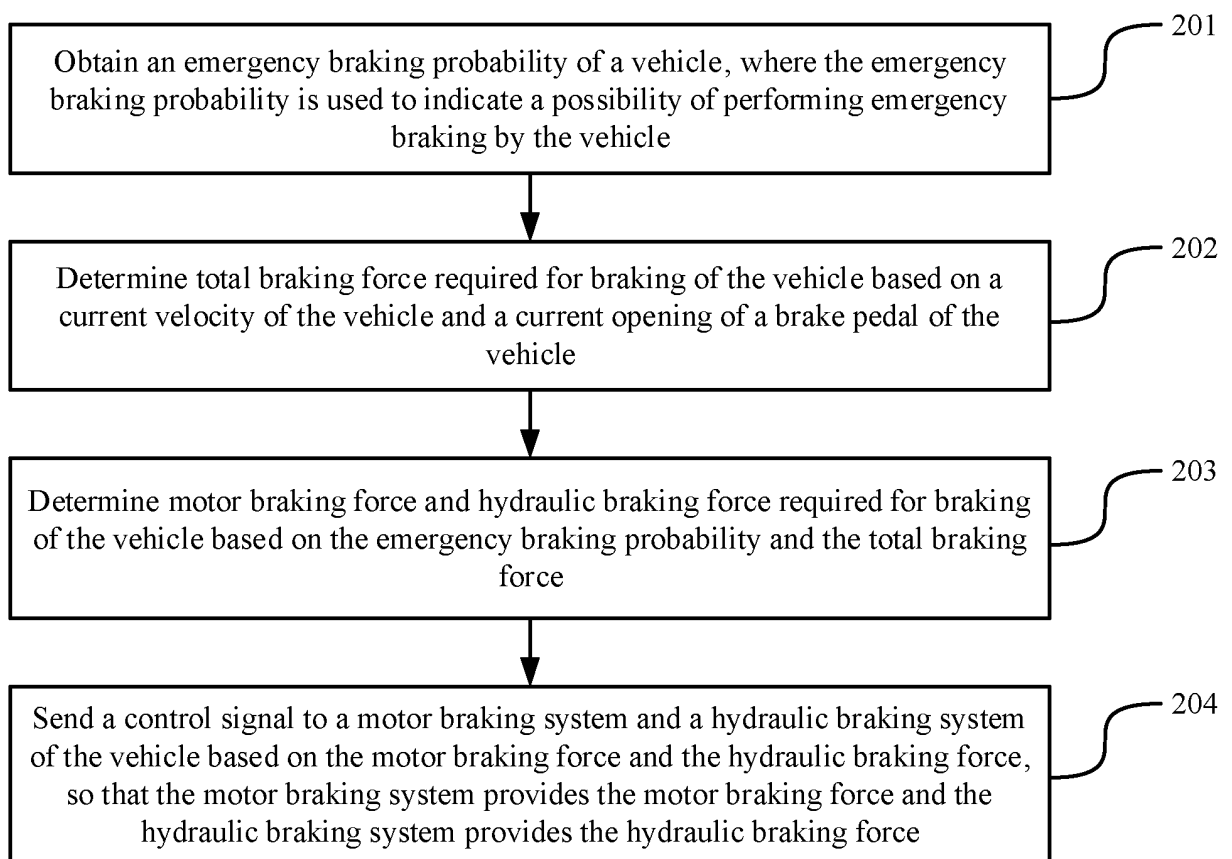 201
Obtain an emergency braking probability of a vehicle, where the emergency
braking probability is used to indicate a possibility of performing emergency
braking by the vehicle
202
Determine total braking force required for braking of the vehicle based on a
current velocity of the vehicle and a current opening of a brake pedal of the
vehicle
203
Determine motor braking force and hydraulic braking force required for braking
of the vehicle based on the emergency braking probability and the total braking
force
204
Send a control signal to a motor braking system and a hydraulic braking system
of the vehicle based on the motor braking force and the hydraulic braking force,
so that the motor braking system provides the motor braking force and the
hydraulic braking system provides the hydraulic braking force